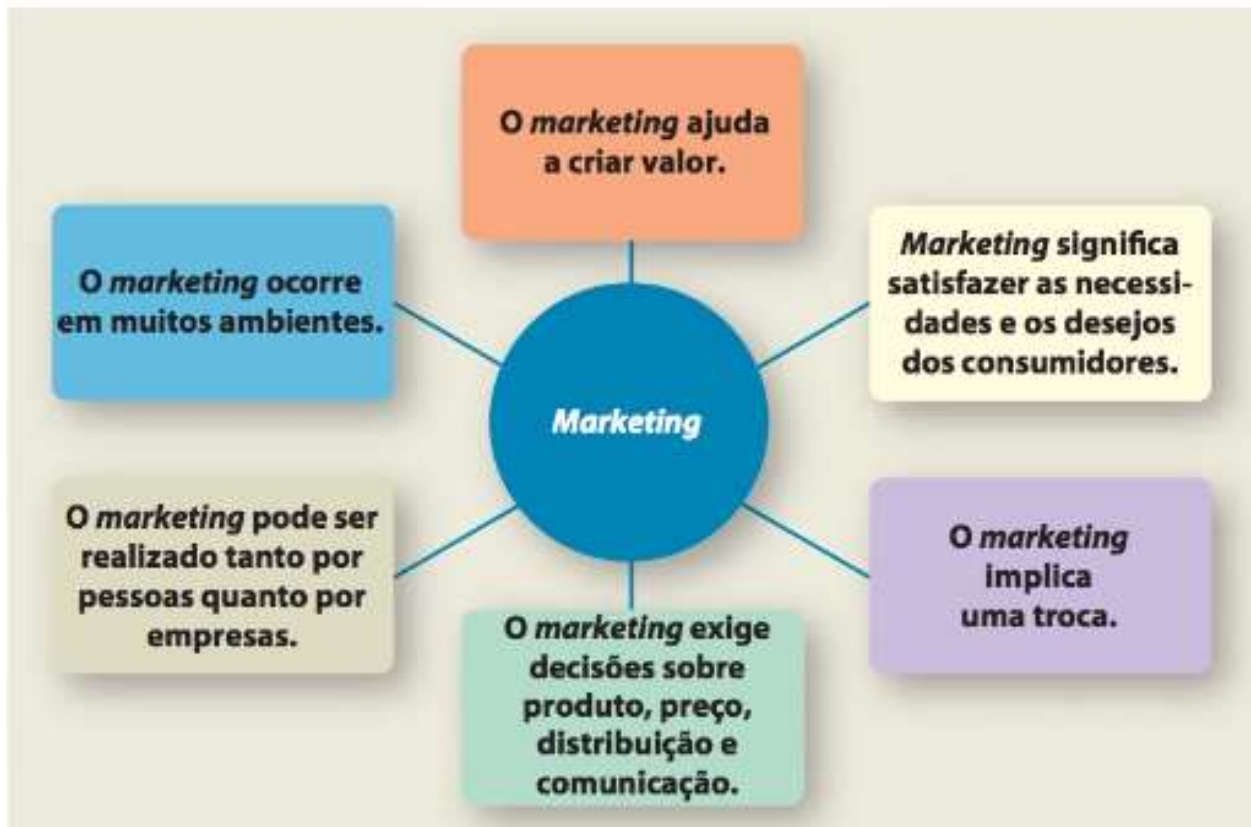 O marketing ajuda
a criar valor.
Marketing significa
satisfazer as necessi-
dades e os desejos
dos consumidores.
O marketing
implica
uma troca.
O marketing exige
decisões sobre
produto, preço,
distribuição e
comunicação.
O marketing pode ser
realizado tanto por
pessoas quanto por
empresas.
O marketing ocorre
em muitos ambientes.
Marketing